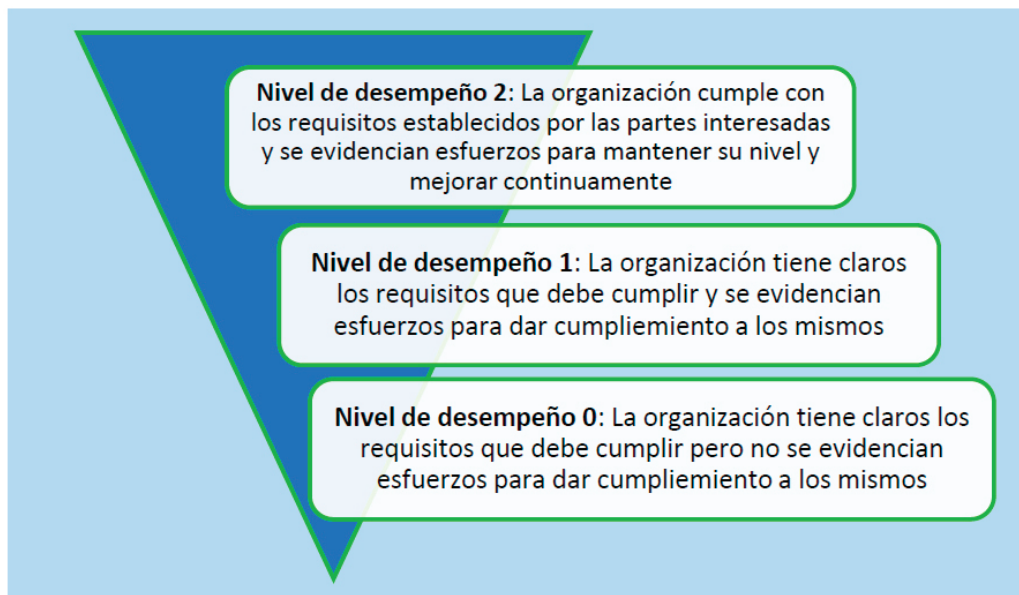 Nivel de desempeño 2: La organización cumple con
los requisitos establecidos por las partes interesadas
y se evidencian esfuerzos para mantener su nivel y
mejorar continuamente
Nivel de desempeño 1: La organización tiene claros
los requisitos que debe cumplir y se evidencian
esfuerzos para dar cumpliemiento a los mismos
Nivel de desempeño 0: La organización tiene claros los
requisitos que debe cumplir pero no se evidencian
esfuerzos para dar cumpliemiento a los mismos